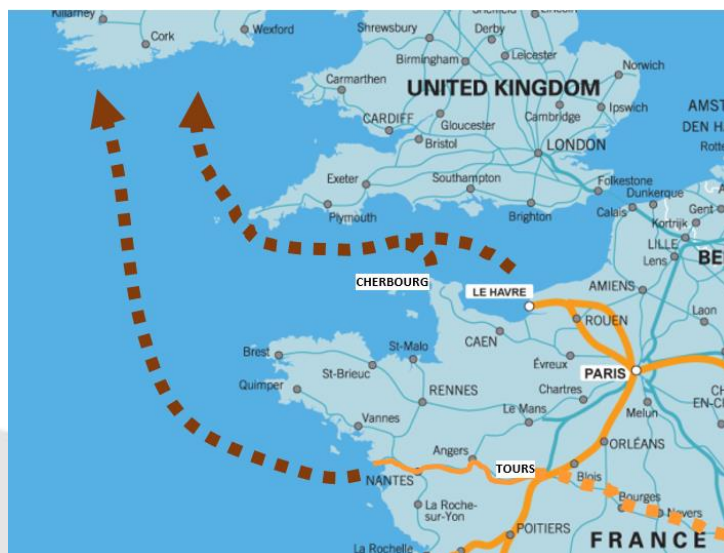 Killarney
Cork
Wexford
Shrewsbury
Derby
Leicester
Birmingham
Norwich
Carmarthen
UNITED KINGDOM
Ipswich
Cambridge
CARDIFF
Gloucester
Bristol
LONDON
AMST
DEN HA
Rotte
Exeter
Southampton
Folkestone
Plymouth
Brighton
Calais
Dunkerque
Gent
Kortrijk
LILLE
Lens
BE
CHERBOURG
LE HAVRE
AMIENS
Laon
ROUEN
CAEN
Brest
St-Malo
St-Brieuc
Évreux
PARIS
Quimper
RENNES
Chartres
Melun
CH
EN-C
Vannes
Le Mans
ORLÉANS
Angers
TOURS
Blois
NANTES
Bourges
Nevers
La Roche-
sur-Yon
POITIERS
FRANCE
La Rochelle